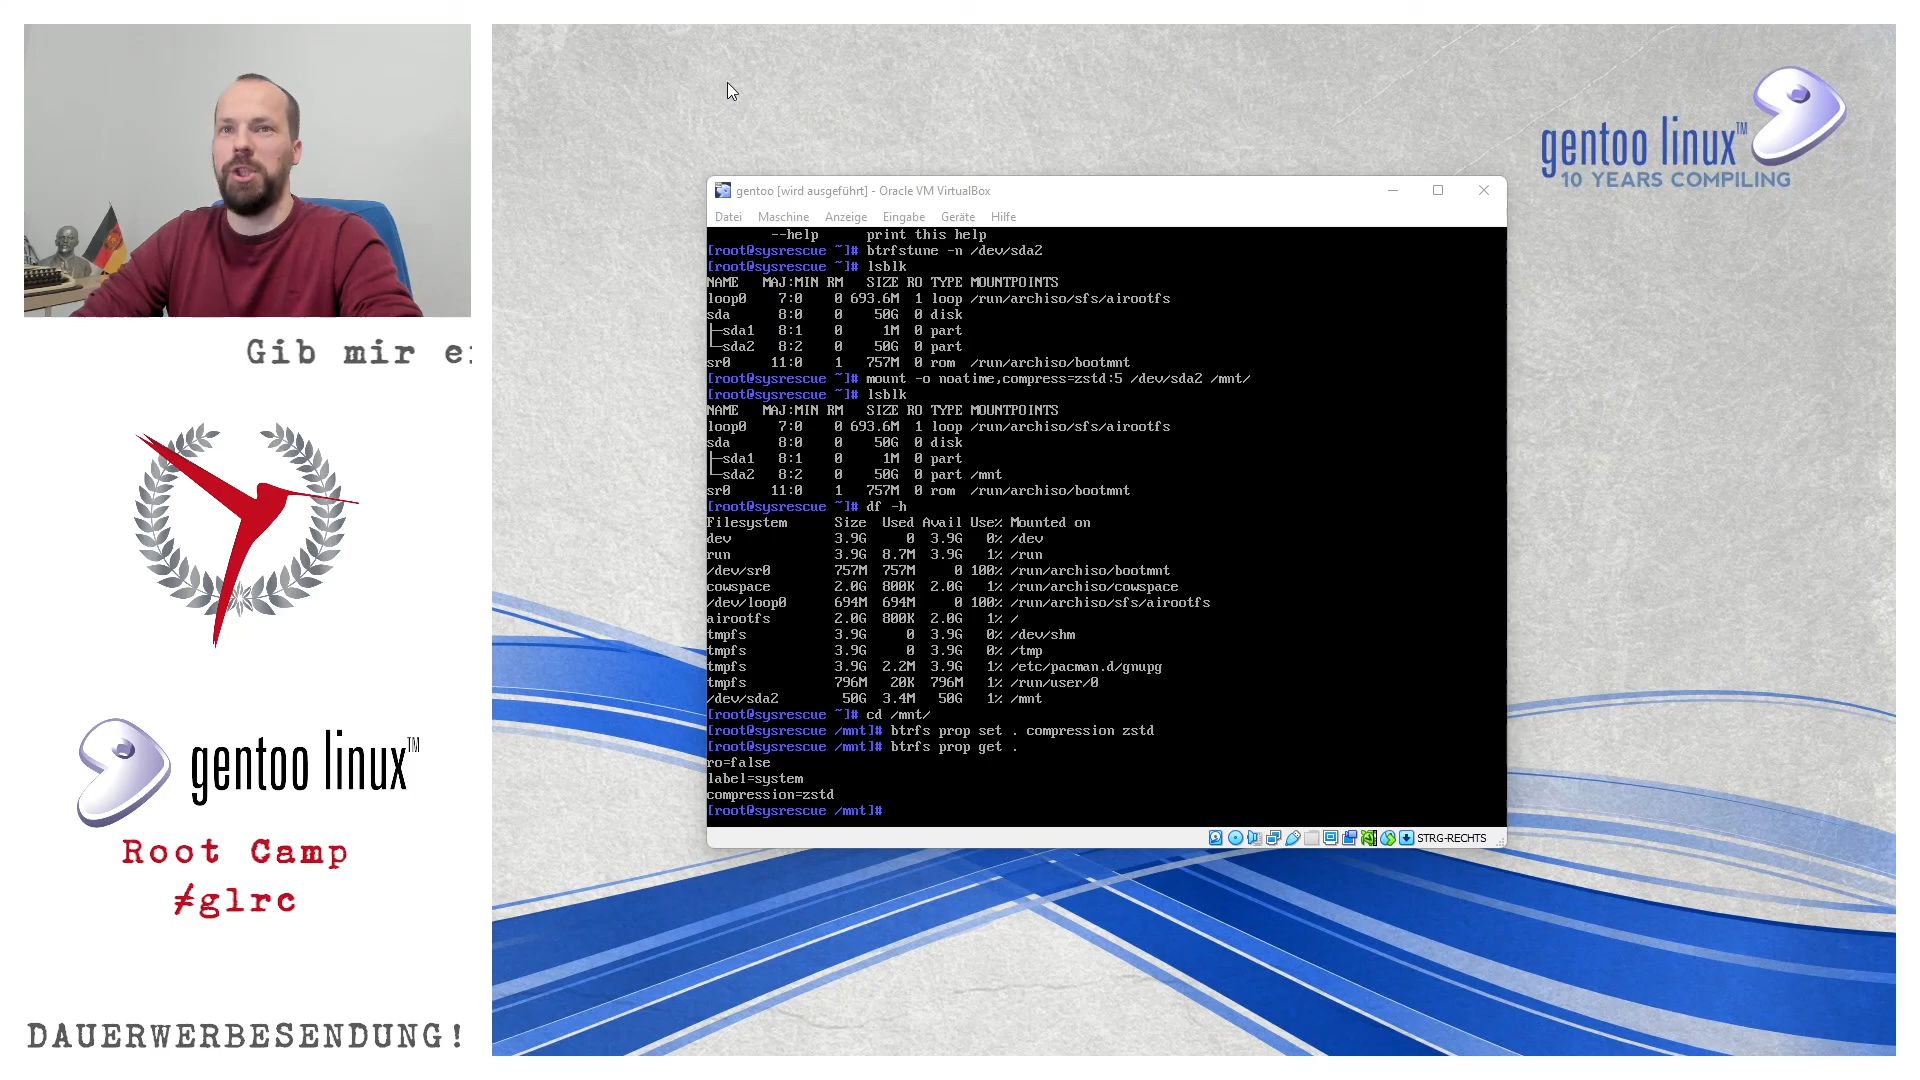 Gib mir e
gentoo linux™
Root Camp
≠glrc
DAUERWERBESENDUNG!
gentoo linux™
10 YEARS COMPILING
gentoo [wird ausgeführt] - Oracle VM VirtualBox
Datei Maschine Anzeige Eingabe Geräte Hilfe
--help print this help
[root@sysrescue ~]# btrfstune -n /dev/sda2
[root@sysrescue ~]# lsblk
NAME MAJ:MIN RM SIZE RO TYPE MOUNTPOINTS
loop0 7:0 0 693.6M 1 loop /run/archiso/sfs/airootfs
sda 8:0 0 50G 0 disk
├─sda1 8:1 0 1M 0 part
└─sda2 8:2 0 50G 0 part
sr0 11:0 1 757M 0 rom /run/archiso/bootmnt
[root@sysrescue ~]# mount -o noatime,compress=zstd:5 /dev/sda2 /mnt/
[root@sysrescue ~]# lsblk
NAME MAJ:MIN RM SIZE RO TYPE MOUNTPOINTS
loop0 7:0 0 693.6M 1 loop /run/archiso/sfs/airootfs
sda 8:0 0 50G 0 disk
├─sda1 8:1 0 1M 0 part
└─sda2 8:2 0 50G 0 part /mnt
sr0 11:0 1 757M 0 rom /run/archiso/bootmnt
[root@sysrescue ~]# df -h
Filesystem Size Used Avail Use% Mounted on
dev 3.9G 0 3.9G 0% /dev
run 3.9G 8.7M 3.9G 1% /run
/dev/sr0 757M 757M 0 100% /run/archiso/bootmnt
cowspace 2.0G 800K 2.0G 1% /run/archiso/cowspace
/dev/loop0 694M 694M 0 100% /run/archiso/sfs/airootfs
airootfs 2.0G 800K 2.0G 1% /
tmpfs 3.9G 0 3.9G 0% /dev/shm
tmpfs 3.9G 0 3.9G 0% /tmp
tmpfs 3.9G 2.2M 3.9G 1% /etc/pacman.d/gnupg
tmpfs 796M 20K 796M 1% /run/user/0
/dev/sda2 50G 3.4M 50G 1% /mnt
[root@sysrescue ~]# cd /mnt/
[root@sysrescue /mnt]# btrfs prop set . compression zstd
[root@sysrescue /mnt]# btrfs prop get .
ro=false
label=system
compression=zstd
[root@sysrescue /mnt]#
STRG-RECHTS